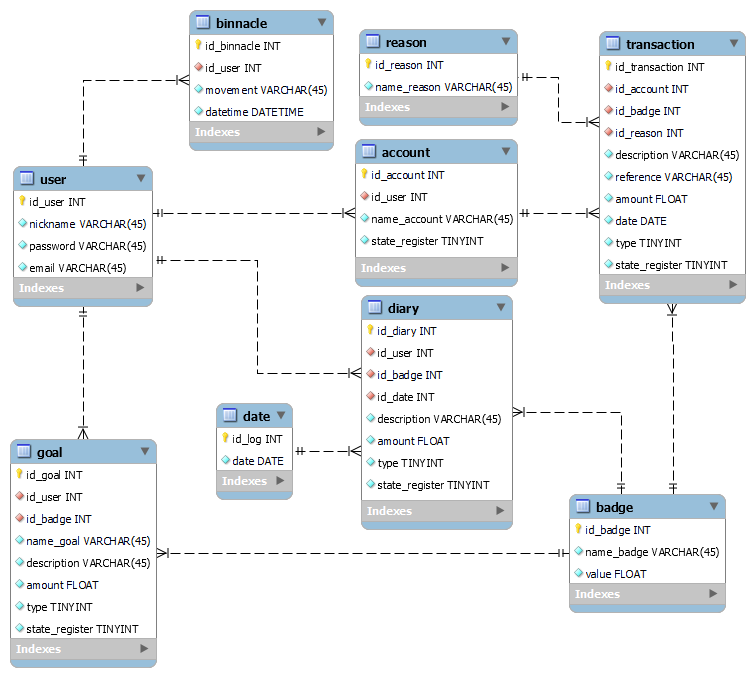 binnacle
id_binnacle INT
id_user INT
movement VARCHAR(45)
datetime DATETIME
Indexes
reason
id_reason INT
name_reason VARCHAR(45)
Indexes
transaction
id_transaction INT
id_account INT
id_badge INT
id_reason INT
description VARCHAR(45)
reference VARCHAR(45)
amount FLOAT
date DATE
type TINYINT
state_register TINYINT
Indexes
account
id_account INT
id_user INT
name_account VARCHAR(45)
state_register TINYINT
Indexes
user
id_user INT
nickname VARCHAR(45)
password VARCHAR(45)
email VARCHAR(45)
Indexes
diary
id_diary INT
id_user INT
id_badge INT
id_date INT
description VARCHAR(45)
amount FLOAT
type TINYINT
state_register TINYINT
Indexes
date
id_log INT
date DATE
Indexes
goal
id_goal INT
id_user INT
id_badge INT
name_goal VARCHAR(45)
description VARCHAR(45)
amount FLOAT
type TINYINT
state_register TINYINT
Indexes
badge
id_badge INT
name_badge VARCHAR(45)
value FLOAT
Indexes